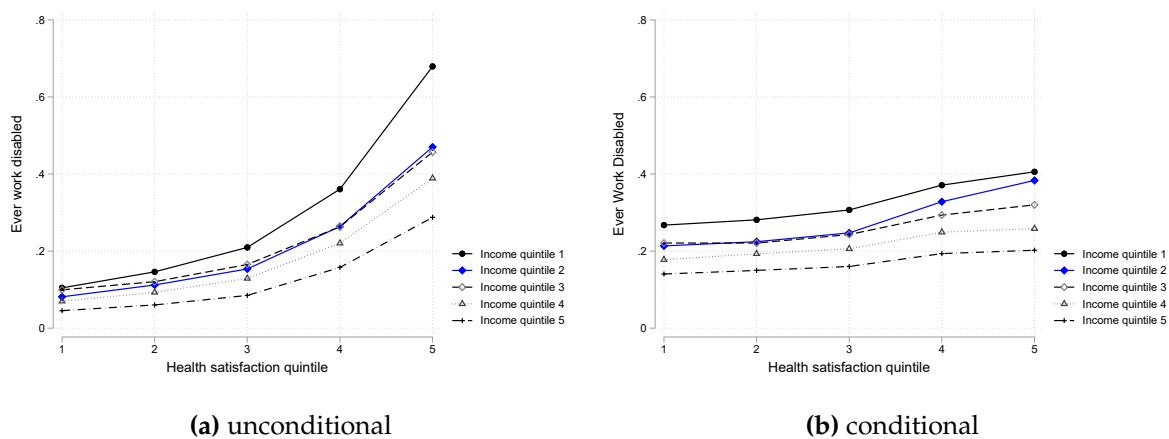 Ever work disabled
.8
.6
.4
.2
0
1 2 3 4 5
Health satisfaction quintile
Income quintile 1
Income quintile 2
Income quintile 3
Income quintile 4
Income quintile 5
(a) unconditional
Ever Work Disabled
.8
.6
.4
.2
0
1 2 3 4 5
Health satisfaction quintile
Income quintile 1
Income quintile 2
Income quintile 3
Income quintile 4
Income quintile 5
(b) conditional